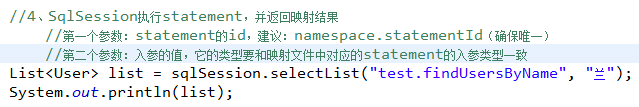 //4、SqlSession执行statement，并返回映射结果
//第一个参数：statement的id，建议：namespace.statementId（确保唯一）
//第二个参数：入参的值，它的类型要和映射文件中对应的statement的入参类型一致
List<User> list = sqlSession.selectList("test.findUsersByName", "兰");
System.out.println(list);